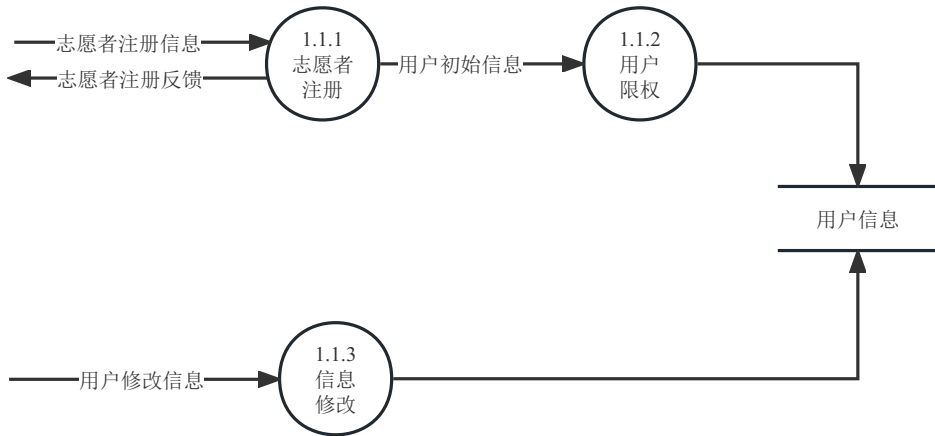 志愿者注册信息
志愿者注册反馈
1.1.1
志愿者
注册
用户初始信息
1.1.2
用户
限权
用户信息
用户修改信息
1.1.3
信息
修改